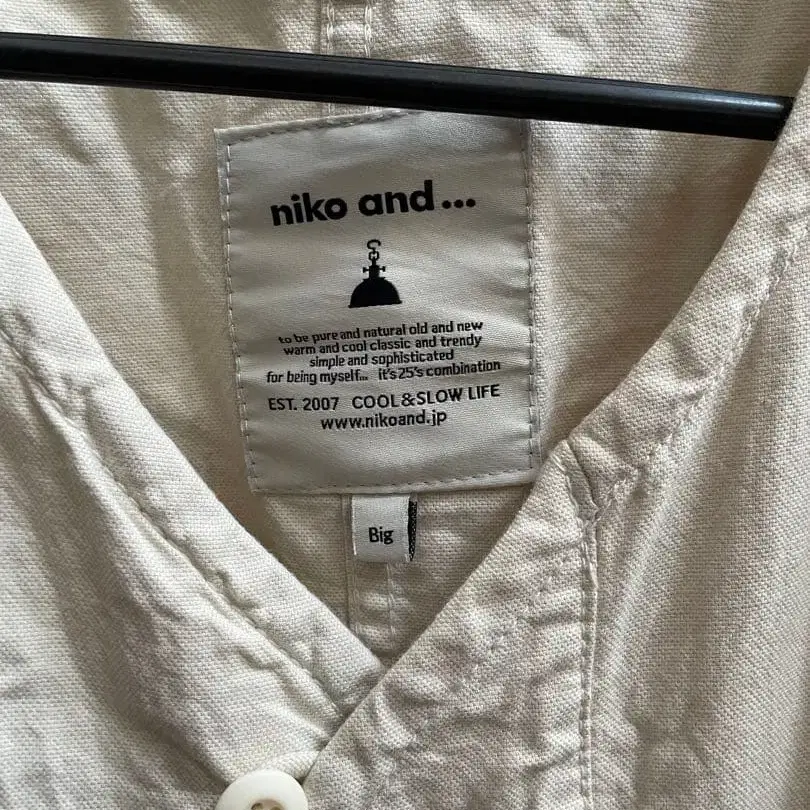 niko and...
to be pure and natural old and new
warm and cool classic and trendy
simple and sophisticated
for being myself... it's 25's combination
EST. 2007 COOL&SLOW LIFE
www.nikoand.jp
Big